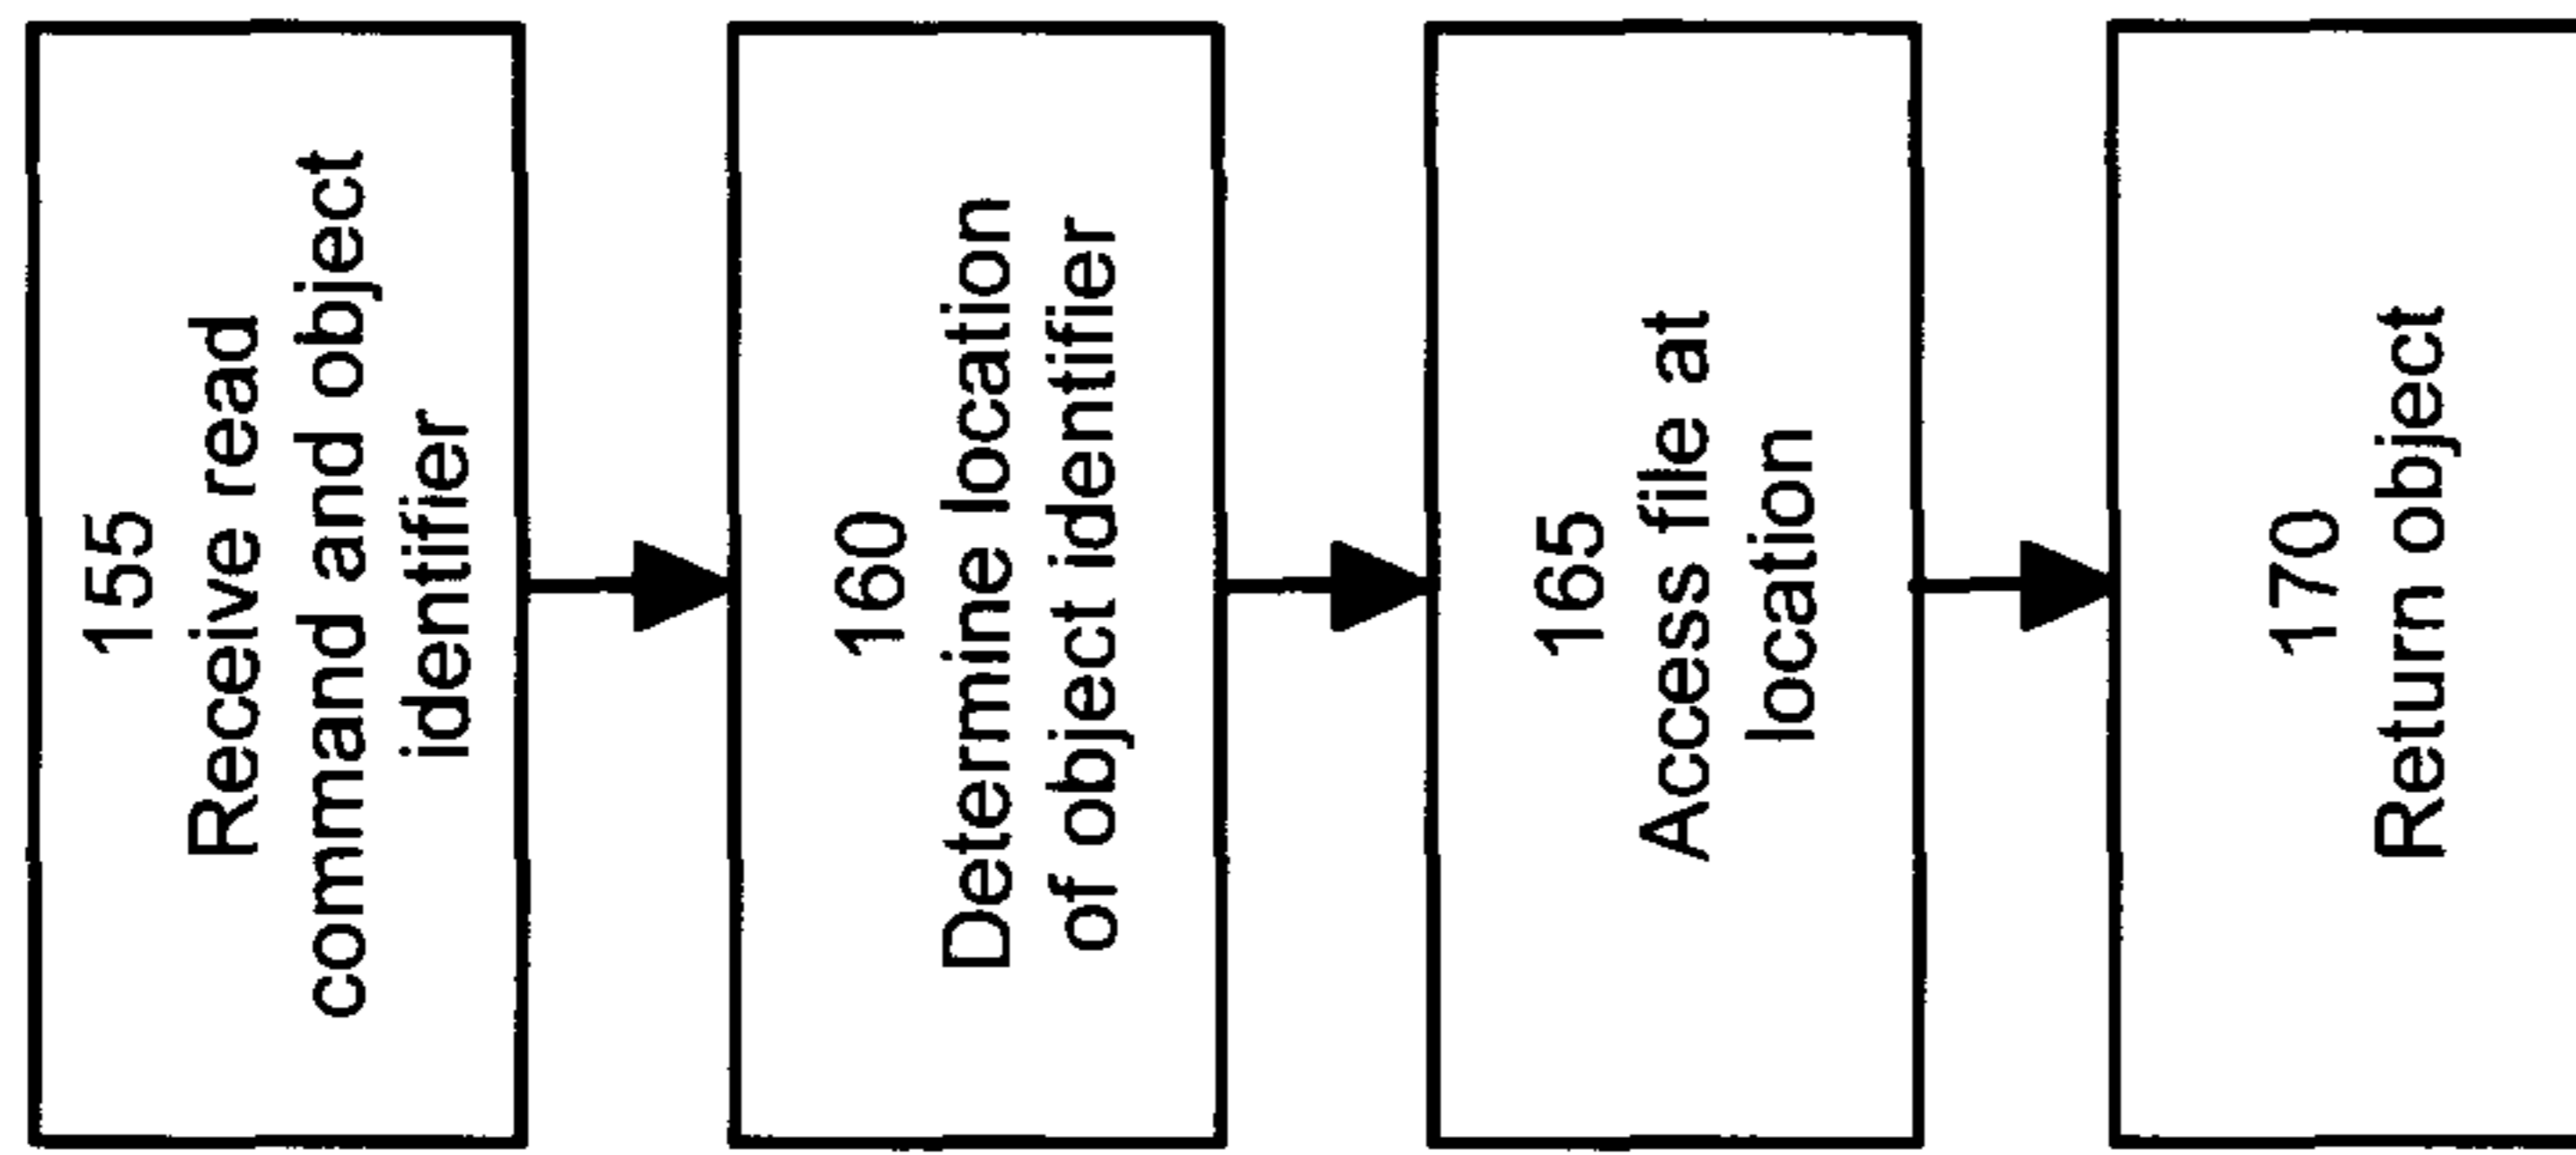 155
Receive read
command and object
identifier
160
Determine location
of object identifier
165
Access file at
location
170
Return object